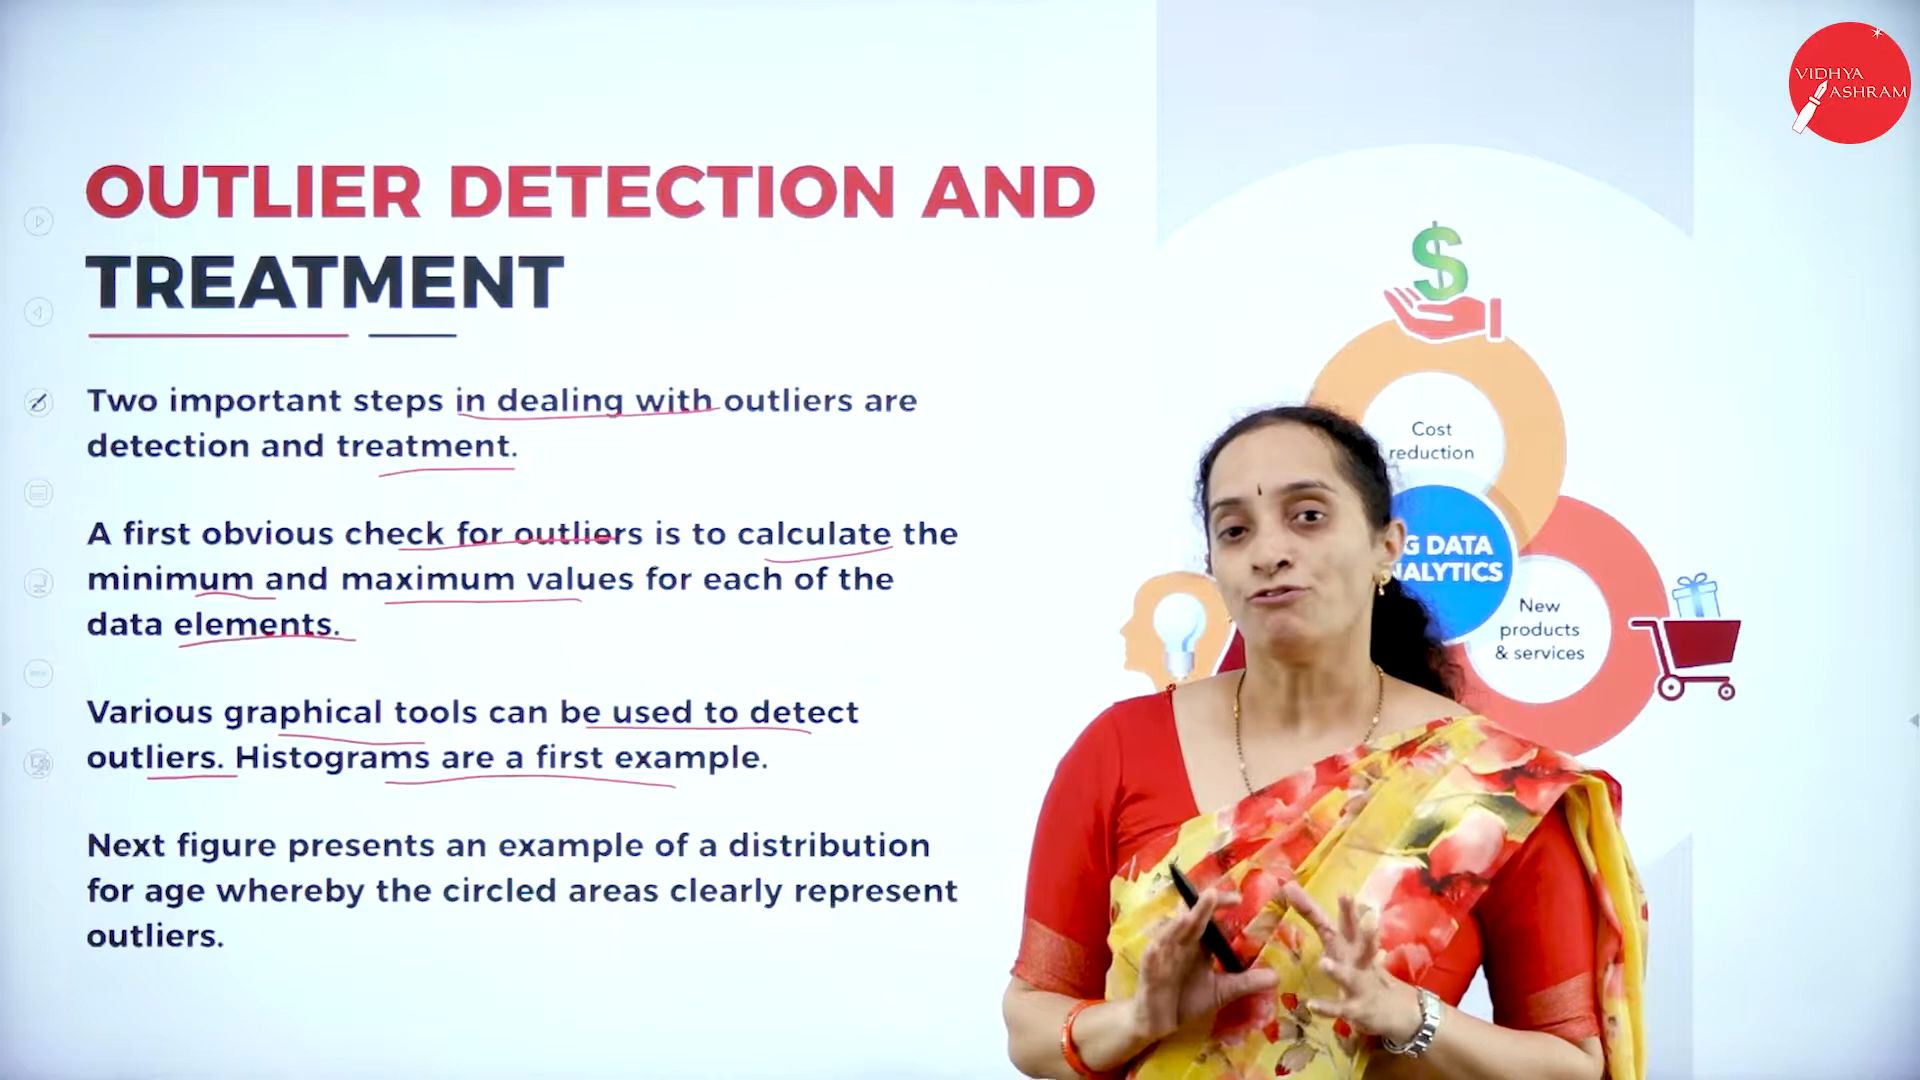 VIDHYA
ASHRAM
OUTLIER DETECTION AND
TREATMENT
Two important steps in dealing with outliers are
detection and treatment.
A first obvious check for outliers is to calculate the
minimum and maximum values for each of the
data elements.
Various graphical tools can be used to detect
outliers. Histograms are a first example.
Next figure presents an example of a distribution
for age whereby the circled areas clearly represent
outliers.
$
Cost
reduction
G DATA
NALYTICS
New
products
& services